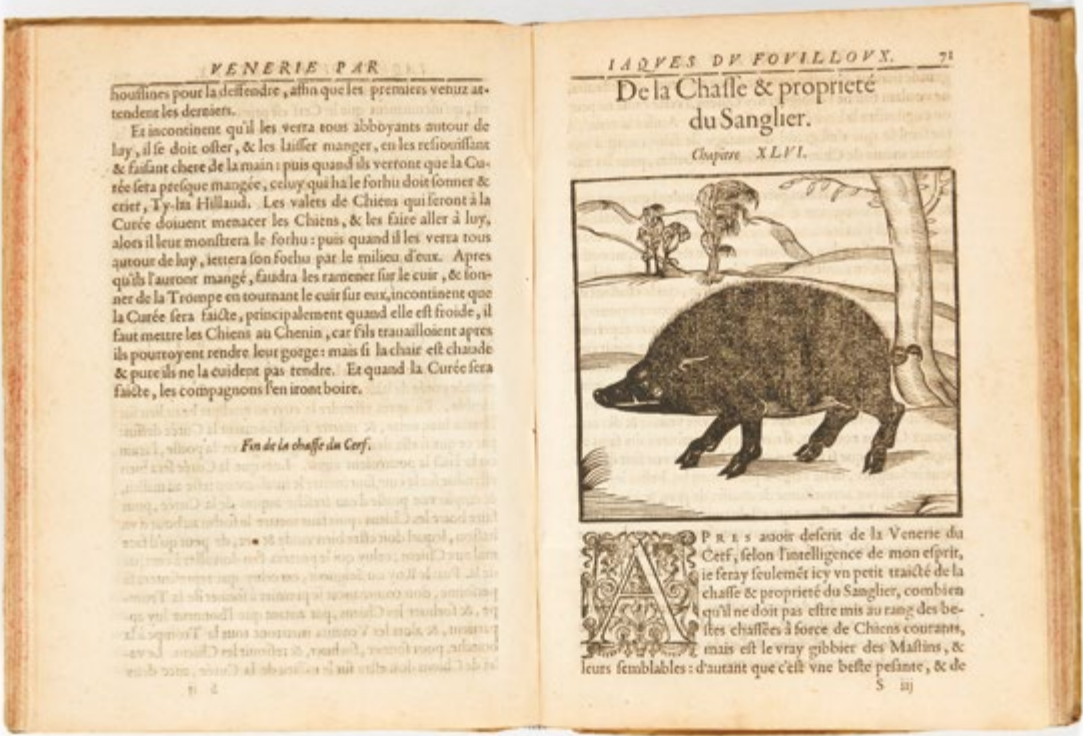 VENERIE PAR
houssines pour la deffendre, affin que les premiers venuz at-
tendent les derniers.
Et incontinent qu'il les verra tous abboyants autour de
luy, il se doit oster, & les laisser manger, en les resiouissant
& faisant chere de la main : puis quand ils verront que la Cu-
rée sera presque mangée, celuy qui ha le forhu doit sonner &
crier, Ty-laa Hillaud. Les valets de Chiens qui seront à la
Curée doiuent menacer les Chiens, & les faire aller à luy,
alors il leur monstrera le forhu : puis quand il les verra tous
autour de luy, iettera son forhu par le milieu d'eux. Apres
qu'ils l'auront mangé, faudra les ramener sur le cuir, & son-
ner de la Trompe en tournant le cuir sur eux, incontinent que
la Curée sera faicte, principalement quand elle est froide, il
faut mettre les Chiens au Chenin, car s'ils trauailloient apres
ils pourroyent rendre leur gorge : mais si la chair est chaude
& pure ils ne la cuident pas rendre. Et quand la Curée sera
faicte, les compagnons s'en iront boire.
Fin de la chasse du Cerf.
IAQVES DV FOVILLOVX. 71
De la Chasse & proprieté
du Sanglier.
Chapitre XLVI.
APRES auoir descrit de la Venerie du
Cerf, selon l'intelligence de mon esprit,
ie feray seulemēt icy vn petit traicté de la
chasse & proprieté du Sanglier, combien
qu'il ne doit pas estre mis au rang des be-
stes chassées à force de Chiens courants,
mais est le vray gibbier des Mastins, &
leurs semblables : d'autant que c'est vne beste pesante, & de
S iij